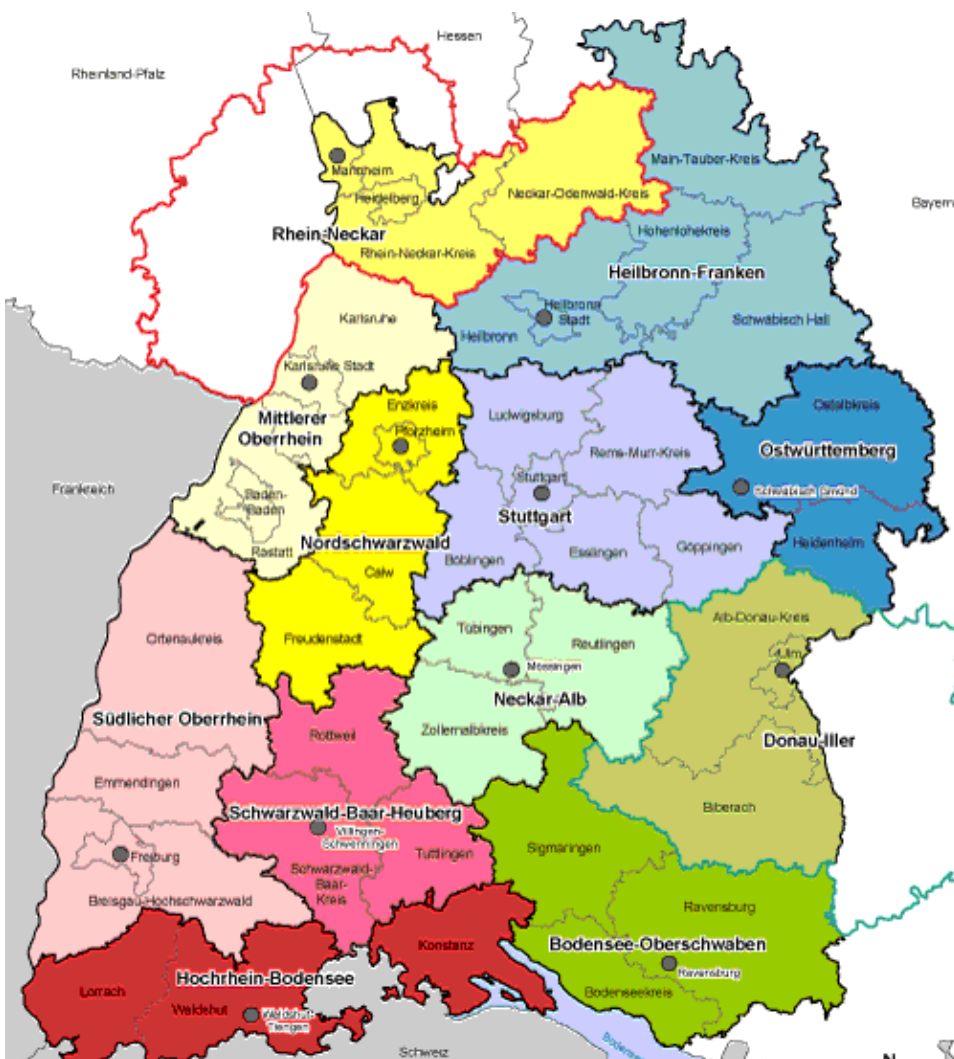 Hessen
Rheinland-Pfalz
Main-Tauber-Kreis
Mannheim
Neckar-Odenwald-Kreis
Heidelberg
Bayern
Rhein-Neckar
Hohenlohekreis
Rhein-Neckar-Kreis
Heilbronn-Franken
Heilbronn
Stadt
Karlsruhe
Schwäbisch Hall
Heilbronn
Karlsruhe Stadt
Enzkreis
Ostalbkreis
Ludwigsburg
Mittlerer
Oberrhein
Pforzheim
Rems-Murr-Kreis
Ostwürttemberg
Stuttgart
Frankreich
Schwäbisch Gmünd
Baden-
Baden
Stuttgart
Nordschwarzwald
Rastatt
Göppingen
Heidenheim
Esslingen
Böblingen
Calw
Alb-Donau-Kreis
Tübingen
Ortenaukreis
Freudenstadt
Reutlingen
Ulm
Mössingen
Neckar-Alb
Südlicher Oberrhein
Zollernalbkreis
Rottweil
Donau-Iller
Emmendingen
Biberach
Schwarzwald-Baar-Heuberg
Villingen-
Schwenningen
Sigmaringen
Tuttlingen
Freiburg
Schwarzwald-
Baar-
Kreis
Breisgau-Hochschwarzwald
Ravensburg
Konstanz
Bodensee-Oberschwaben
Ravensburg
Hochrhein-Bodensee
Lörrach
Bodenseekreis
Waldshut
Waldshut-
Tiengen
Schweiz